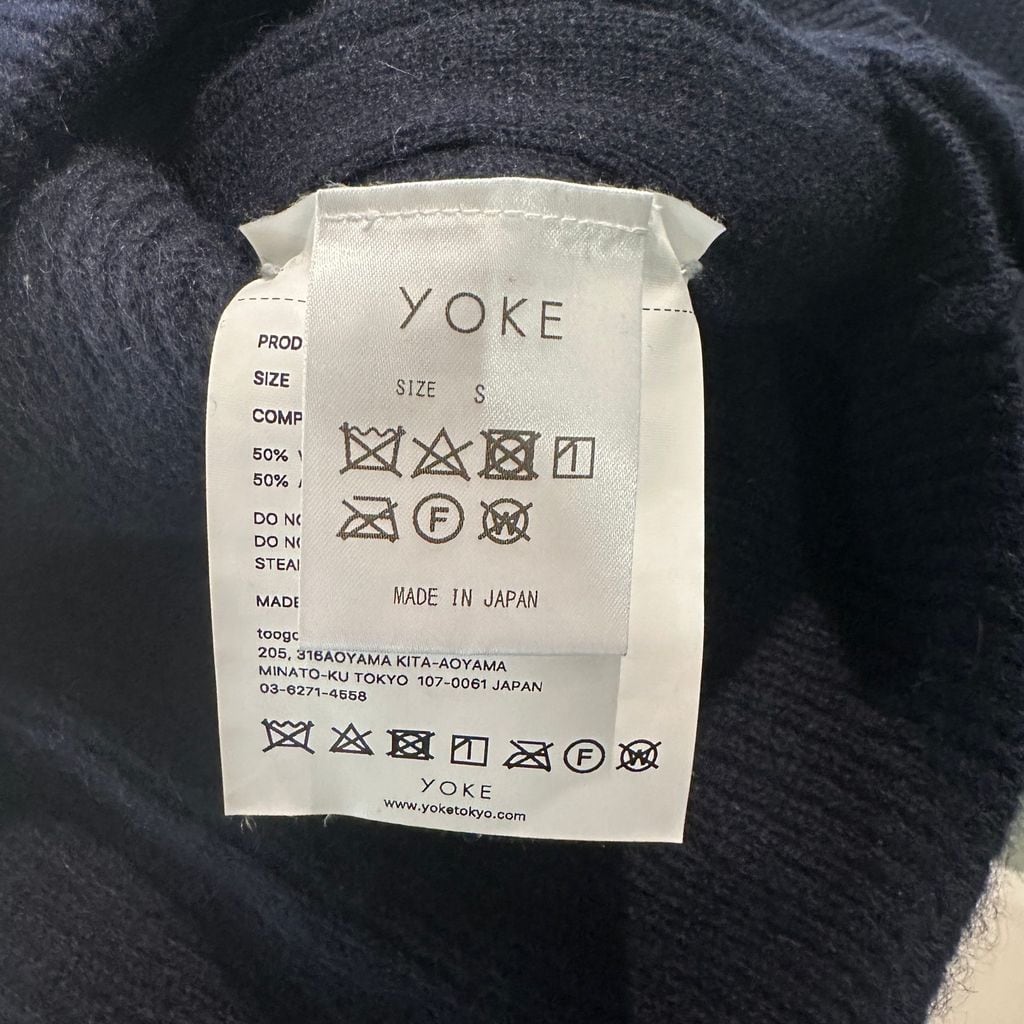 YOKE
SIZE S
F
W
MADE IN JAPAN
PROD
SIZE
COMP
50%
50%
DO NO
DO NO
STEA
MADE
toogo
205, 316AOYAMA KITA-AOYAMA
MINATO-KU TOKYO 107-0061 JAPAN
03-6271-4558
F
W
YOKE
www.yoketokyo.com